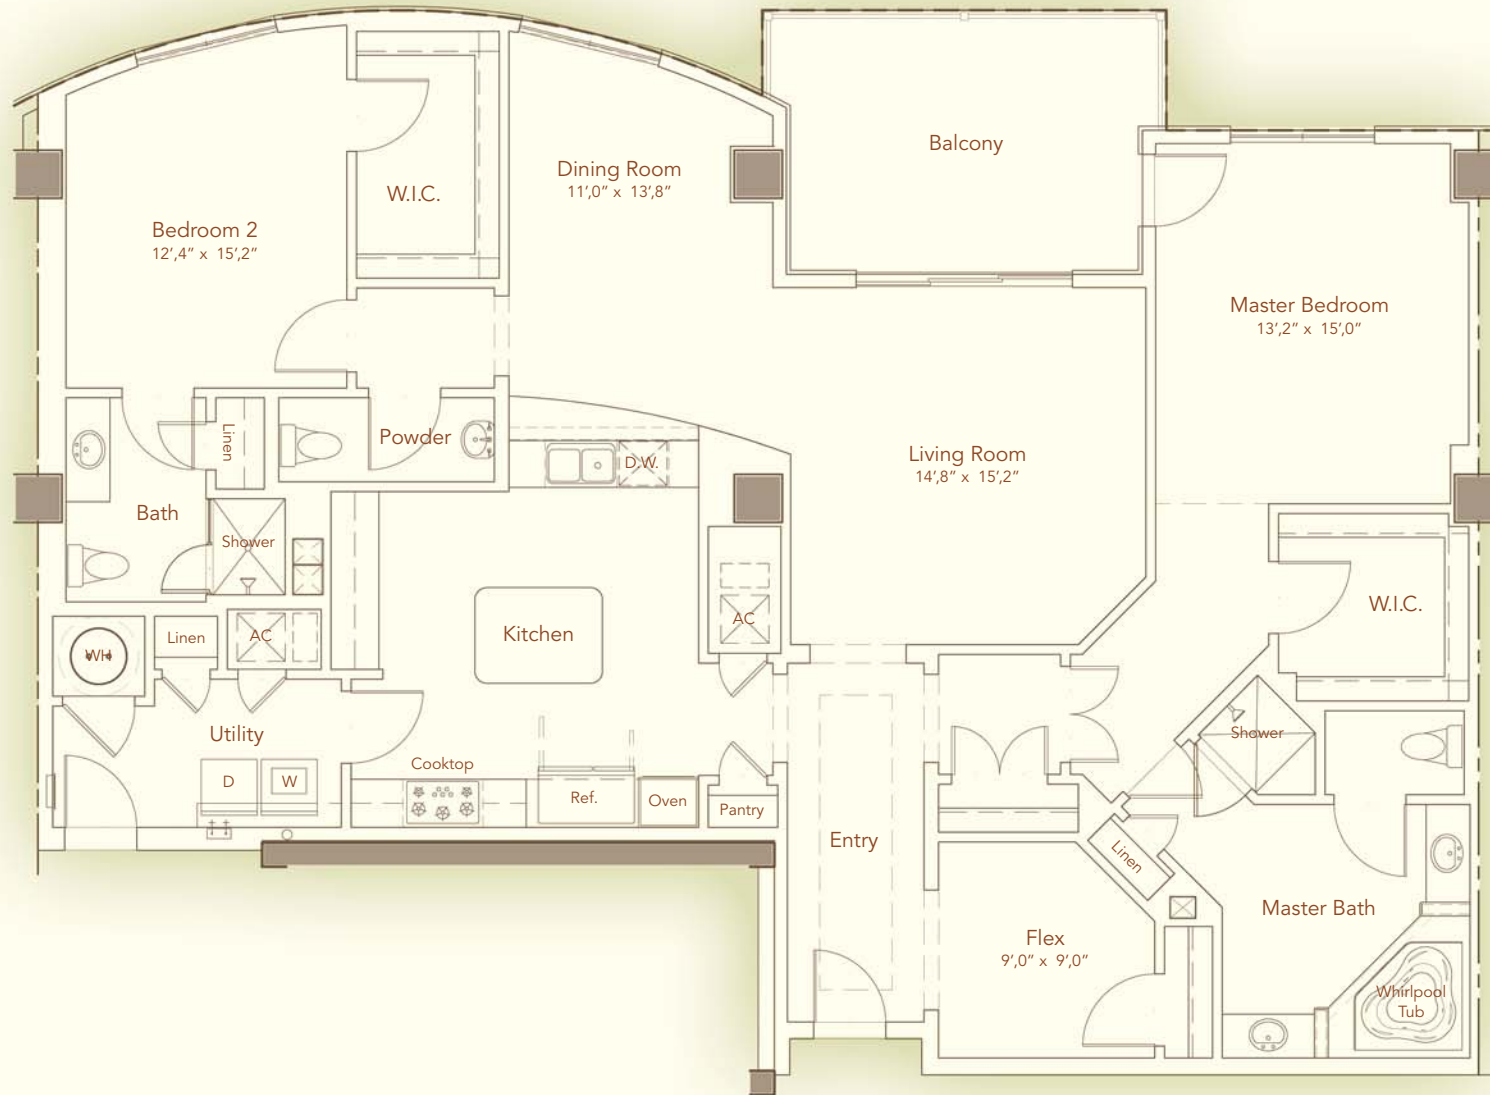 Balcony
Dining Room
11',0" x 13',8"
W.I.C.
Bedroom 2
12',4" x 15',2"
Master Bedroom
13',2" x 15',0"
Linen
Powder
D.W.
Living Room
14',8" x 15',2"
Bath
Shower
W.I.C.
AC
Kitchen
Linen
AC
WH
Utility
Shower
Cooktop
D
W
Ref.
Oven
Pantry
Entry
Linen
Master Bath
Flex
9',0" x 9',0"
Whirlpool
Tub